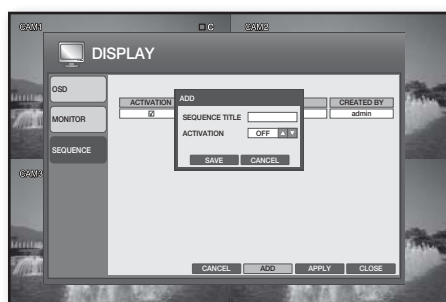 CAM1
C
CAM2
DISPLAY
OSD
MONITOR
SEQUENCE
ACTIVATION
CREATED BY
admin
ADD
SEQUENCE TITLE
ACTIVATION
OFF
SAVE
CANCEL
CAM3
CANCEL
ADD
APPLY
CLOSE